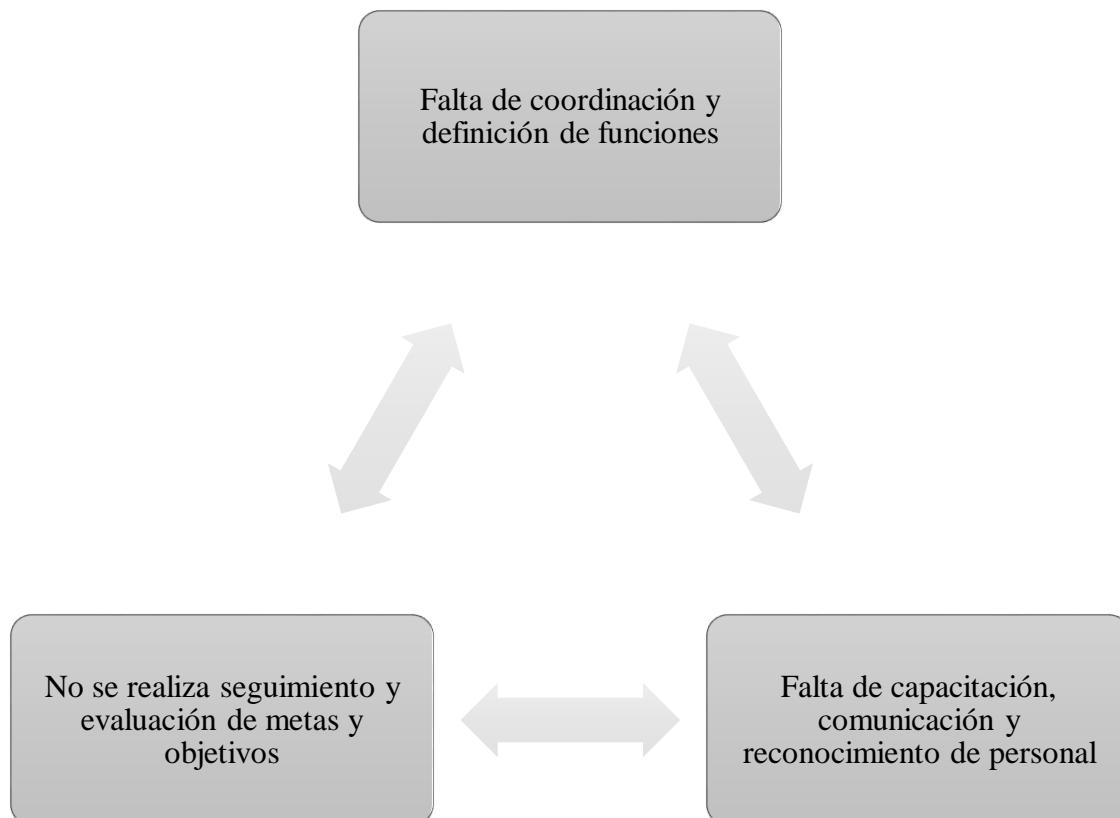 Falta de coordinación y
definición de funciones
No se realiza seguimiento y
evaluación de metas y
objetivos
Falta de capacitación,
comunicación y
reconocimiento de personal